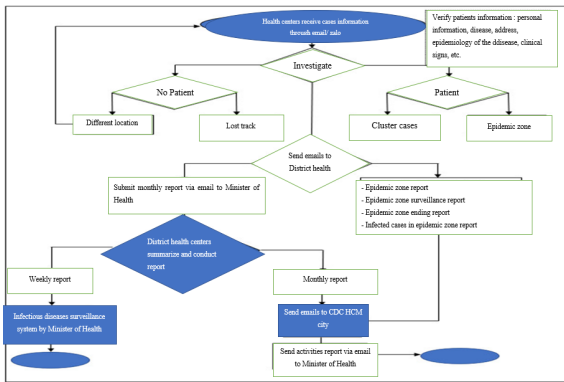 Health centers receive cases information
through email/ zalo
Verify patients information : personal
information, disease, address,
epidemiology of the ddisease, clinical
signs, etc.
Investigate
No Patient
Patient
Different location
Lost track
Cluster cases
Epidemic zone
Send emails to
District health
Submit monthly report via email to Minister of
Health
- Epidemic zone report
- Epidemic zone surveillance report
- Epidemic zone ending report
- Infected cases in epidemic zone report
District health centers
summarize and conduct
report
Weekly report
Monthly report
Infectious diseases surveillance
system by Minister of Health
Send emails to CDC HCM
city
Send activities report via email
to Minister of Health